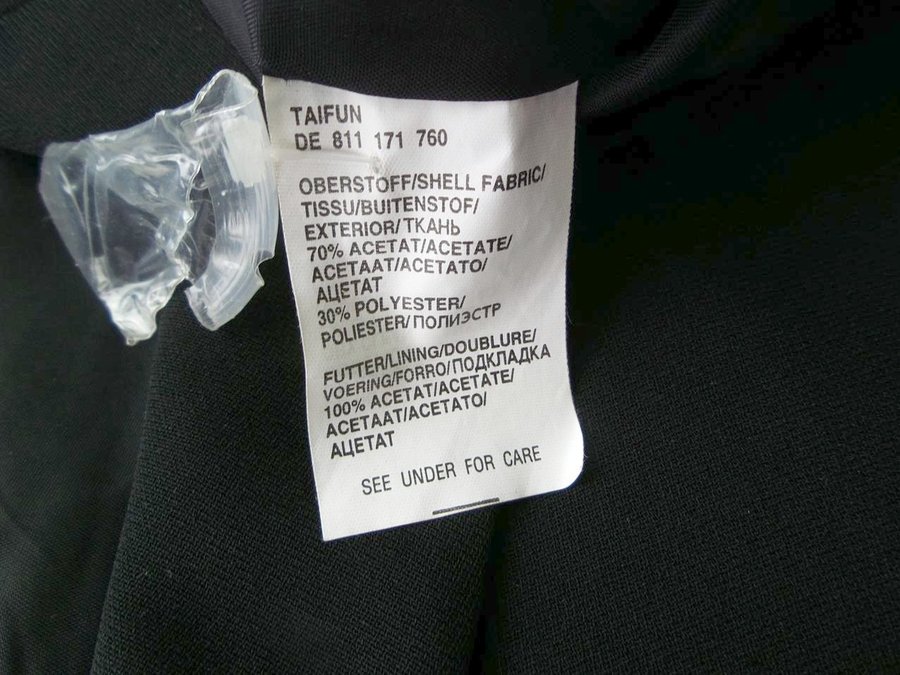 TAIFUN
DE 811 171 760
OBERSTOFF/SHELL FABRIC/
TISSU/BUITENSTOF/
EXTERIOR/ТКАНЬ
70% ACETAT/ACETATE/
ACETAAT/ACETATO/
АЦЕТАТ
30% POLYESTER/
POLIESTER/ПОЛИЭСТР
FUTTER/LINING/DOUBLURE/
VOERING/FORRO/ПОДКЛАДКА
100% ACETAT/ACETATE/
ACETAAT/ACETATO/
АЦЕТАТ
SEE UNDER FOR CARE